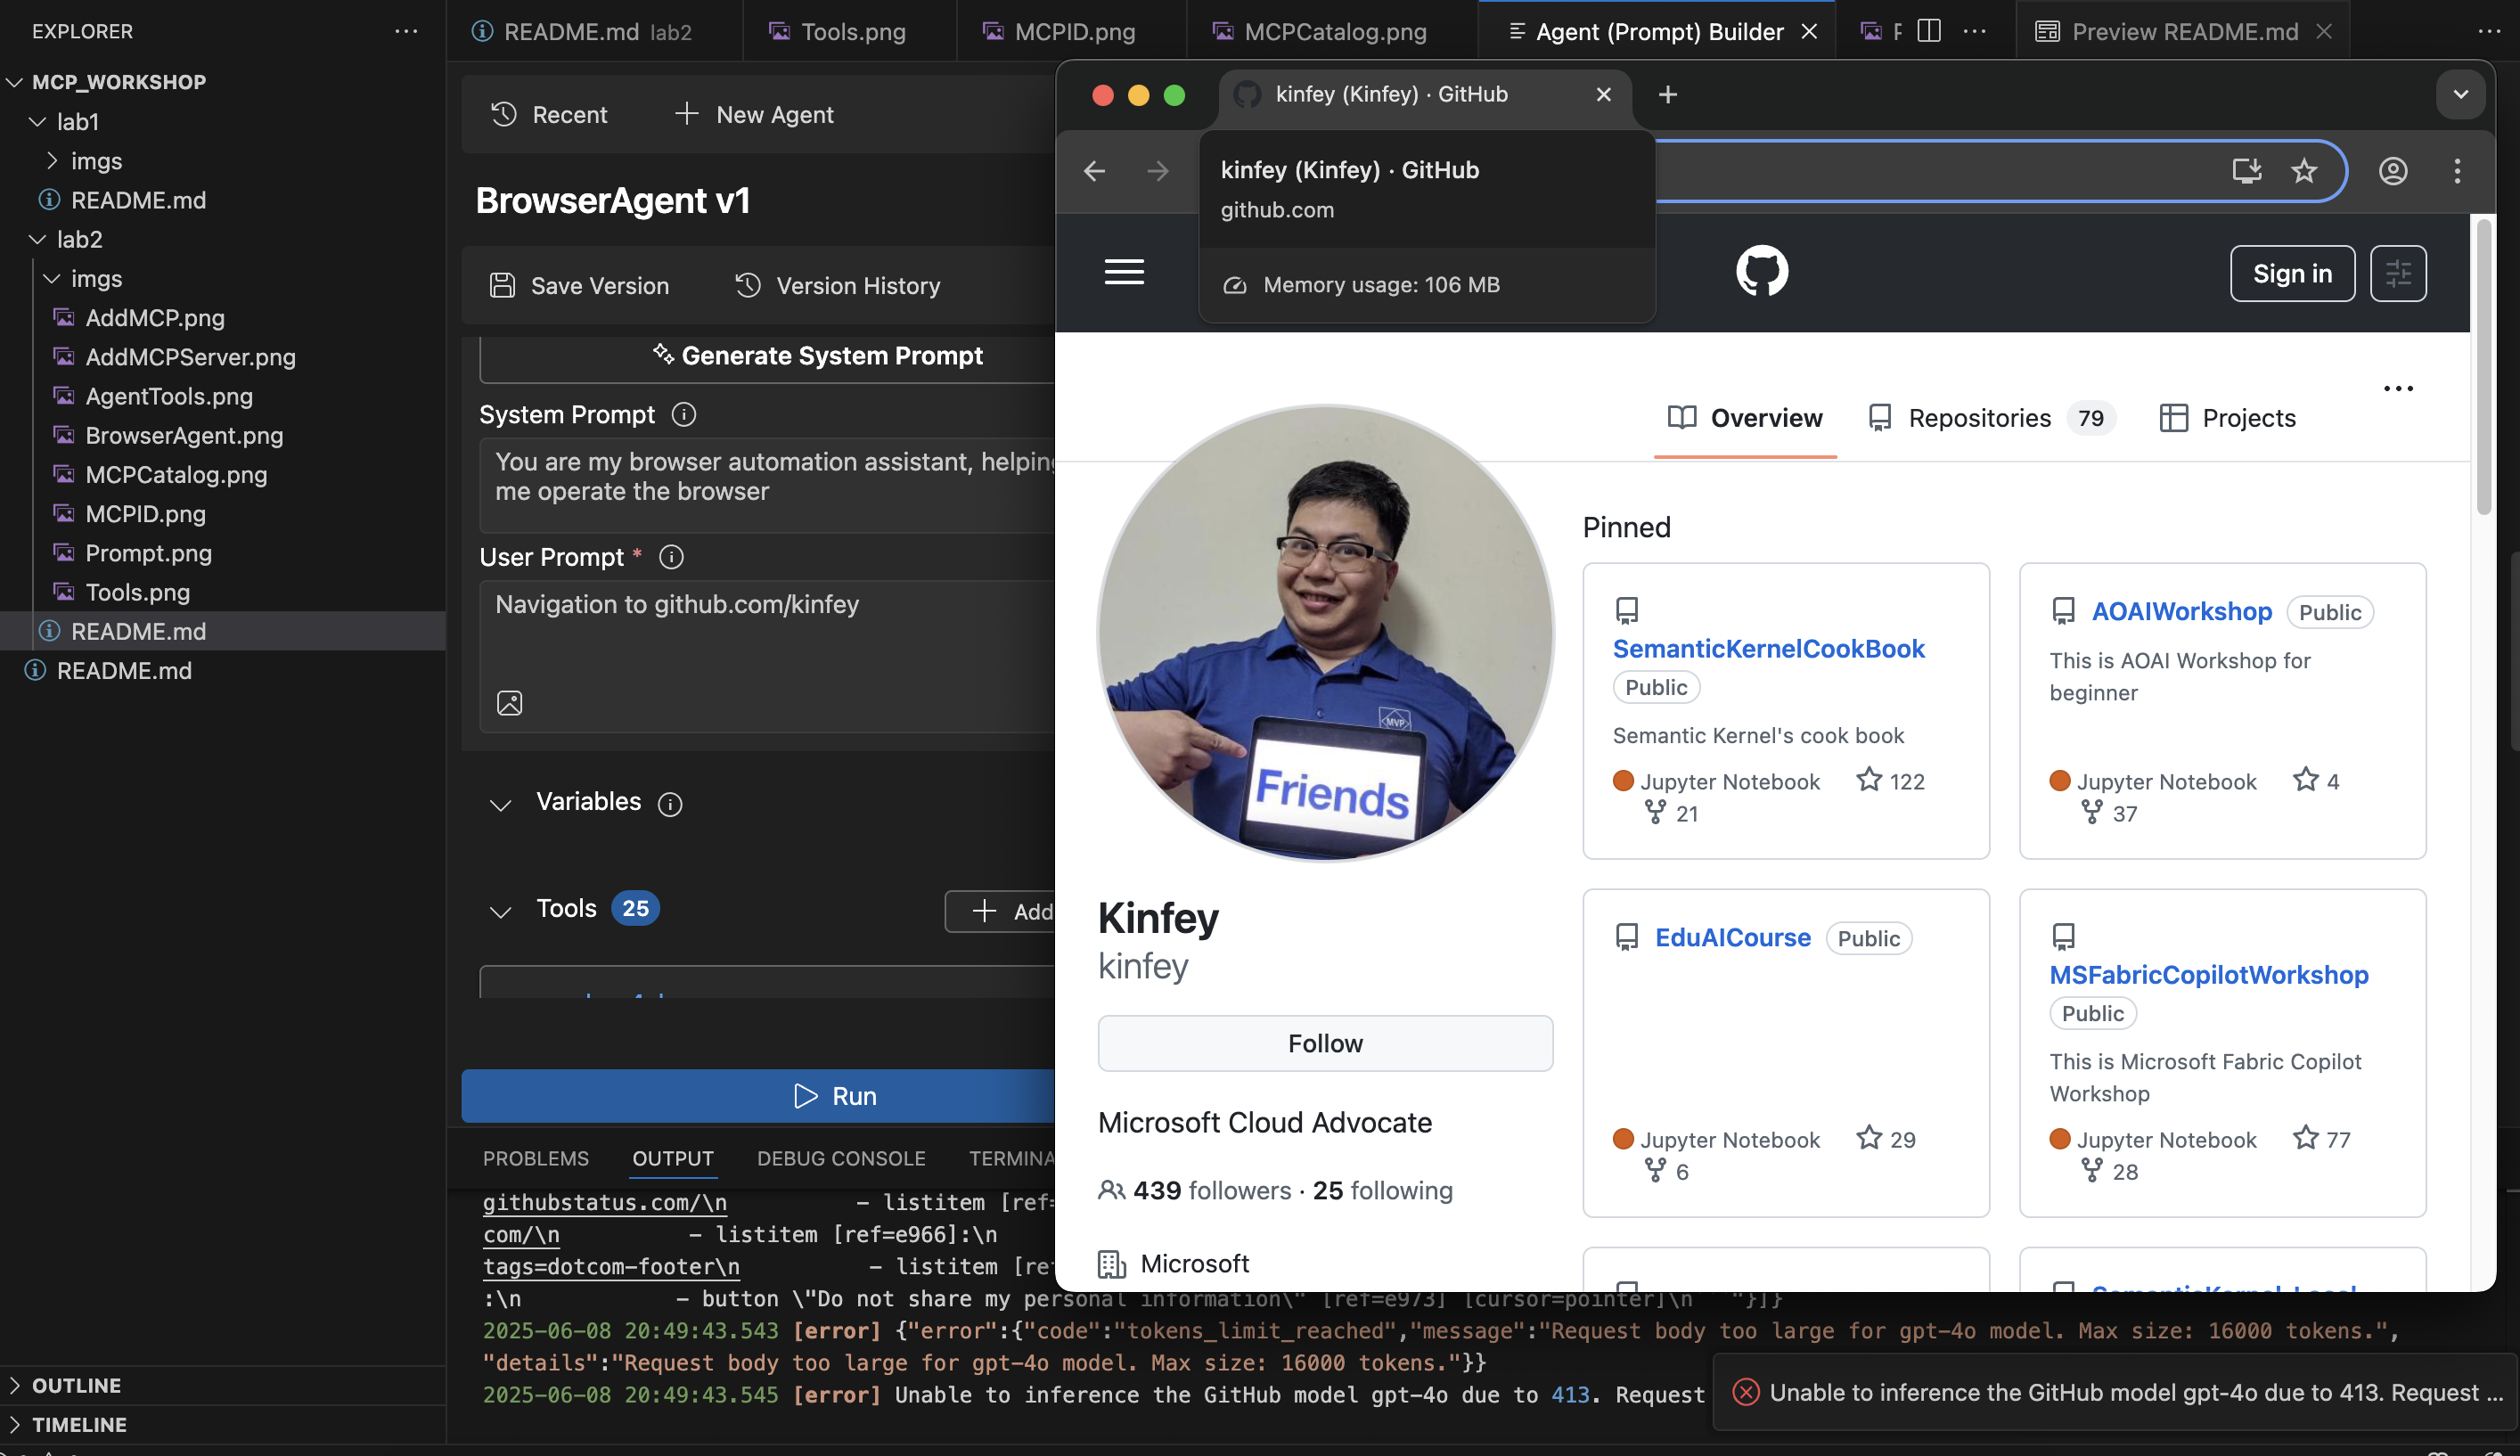 EXPLORER
MCP_WORKSHOP
lab1
imgs
README.md
lab2
imgs
AddMCP.png
AddMCPServer.png
AgentTools.png
BrowserAgent.png
MCPCatalog.png
MCPID.png
Prompt.png
Tools.png
README.md
README.md
OUTLINE
TIMELINE
README.md lab2
Tools.png
MCPID.png
MCPCatalog.png
Agent (Prompt) Builder
Preview README.md
Recent
New Agent
BrowserAgent v1
Save Version
Version History
Generate System Prompt
System Prompt
You are my browser automation assistant, helping
me operate the browser
User Prompt *
Navigation to github.com/kinfey
Variables
Tools 25
Add
Run
PROBLEMS OUTPUT DEBUG CONSOLE
githubstatus.com/\n - listitem [ref=
com/\n - listitem [ref=e966]:\n
tags=dotcom-footer\n - listitem [re
:\n - button \"Do not share my personal information\" [ref=e973] [cursor=pointer]\n "}]}
2025-06-08 20:49:43.543 [error] {"error":{"code":"tokens_limit_reached","message":"Request body too large for gpt-4o model. Max size: 16000 tokens.",
"details":"Request body too large for gpt-4o model. Max size: 16000 tokens."}}
2025-06-08 20:49:43.545 [error] Unable to inference the GitHub model gpt-4o due to 413. Request
Unable to inference the GitHub model gpt-4o due to 413. Request ...
kinfey (Kinfey) · GitHub
kinfey (Kinfey) · GitHub
github.com
Memory usage: 106 MB
Sign in
Overview
Repositories 79
Projects
MVP
Friends
Kinfey
kinfey
Follow
Microsoft Cloud Advocate
439 followers · 25 following
Microsoft
Pinned
SemanticKernelCookBook
Public
Semantic Kernel's cook book
Jupyter Notebook 122
21
AOAIWorkshop Public
This is AOAI Workshop for
beginner
Jupyter Notebook 4
37
EduAICourse Public
Jupyter Notebook 29
6
MSFabricCopilotWorkshop
Public
This is Microsoft Fabric Copilot
Workshop
Jupyter Notebook 77
28